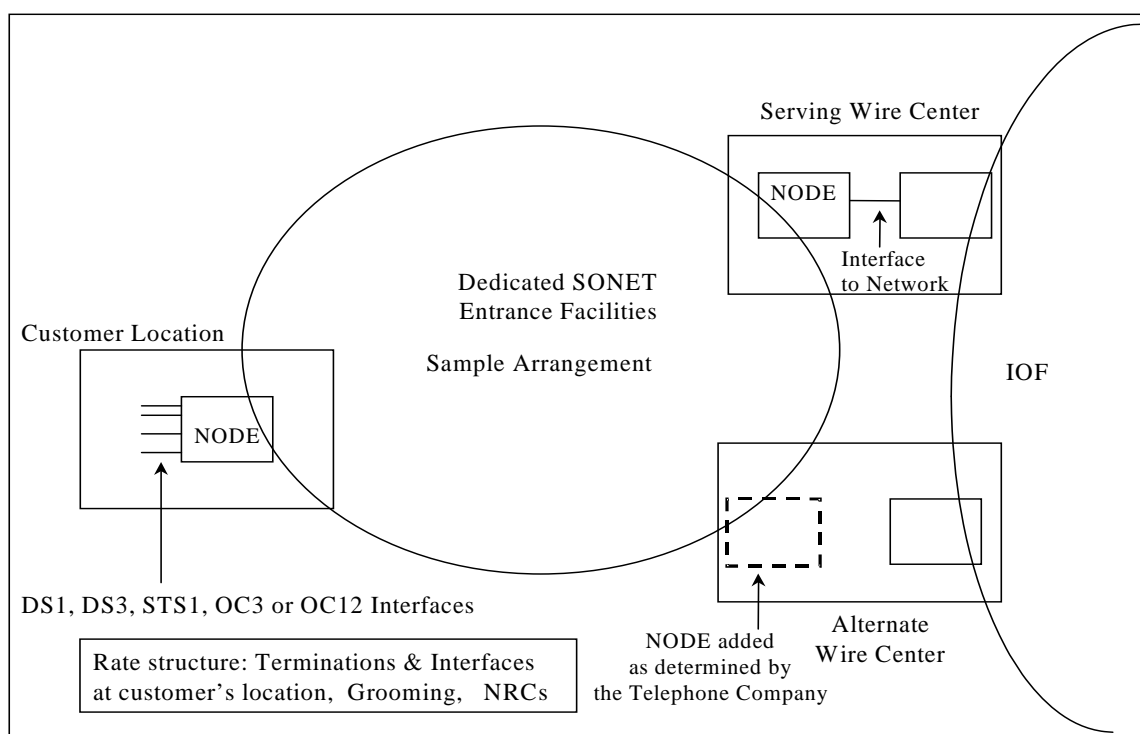 Serving Wire Center
NODE
Interface
to Network
Dedicated SONET
Entrance Facilities
Sample Arrangement
Customer Location
NODE
IOF
DS1, DS3, STS1, OC3 or OC12 Interfaces
NODE added
as determined by
the Telephone Company
Alternate
Wire Center
Rate structure: Terminations & Interfaces
at customer’s location, Grooming, NRCs